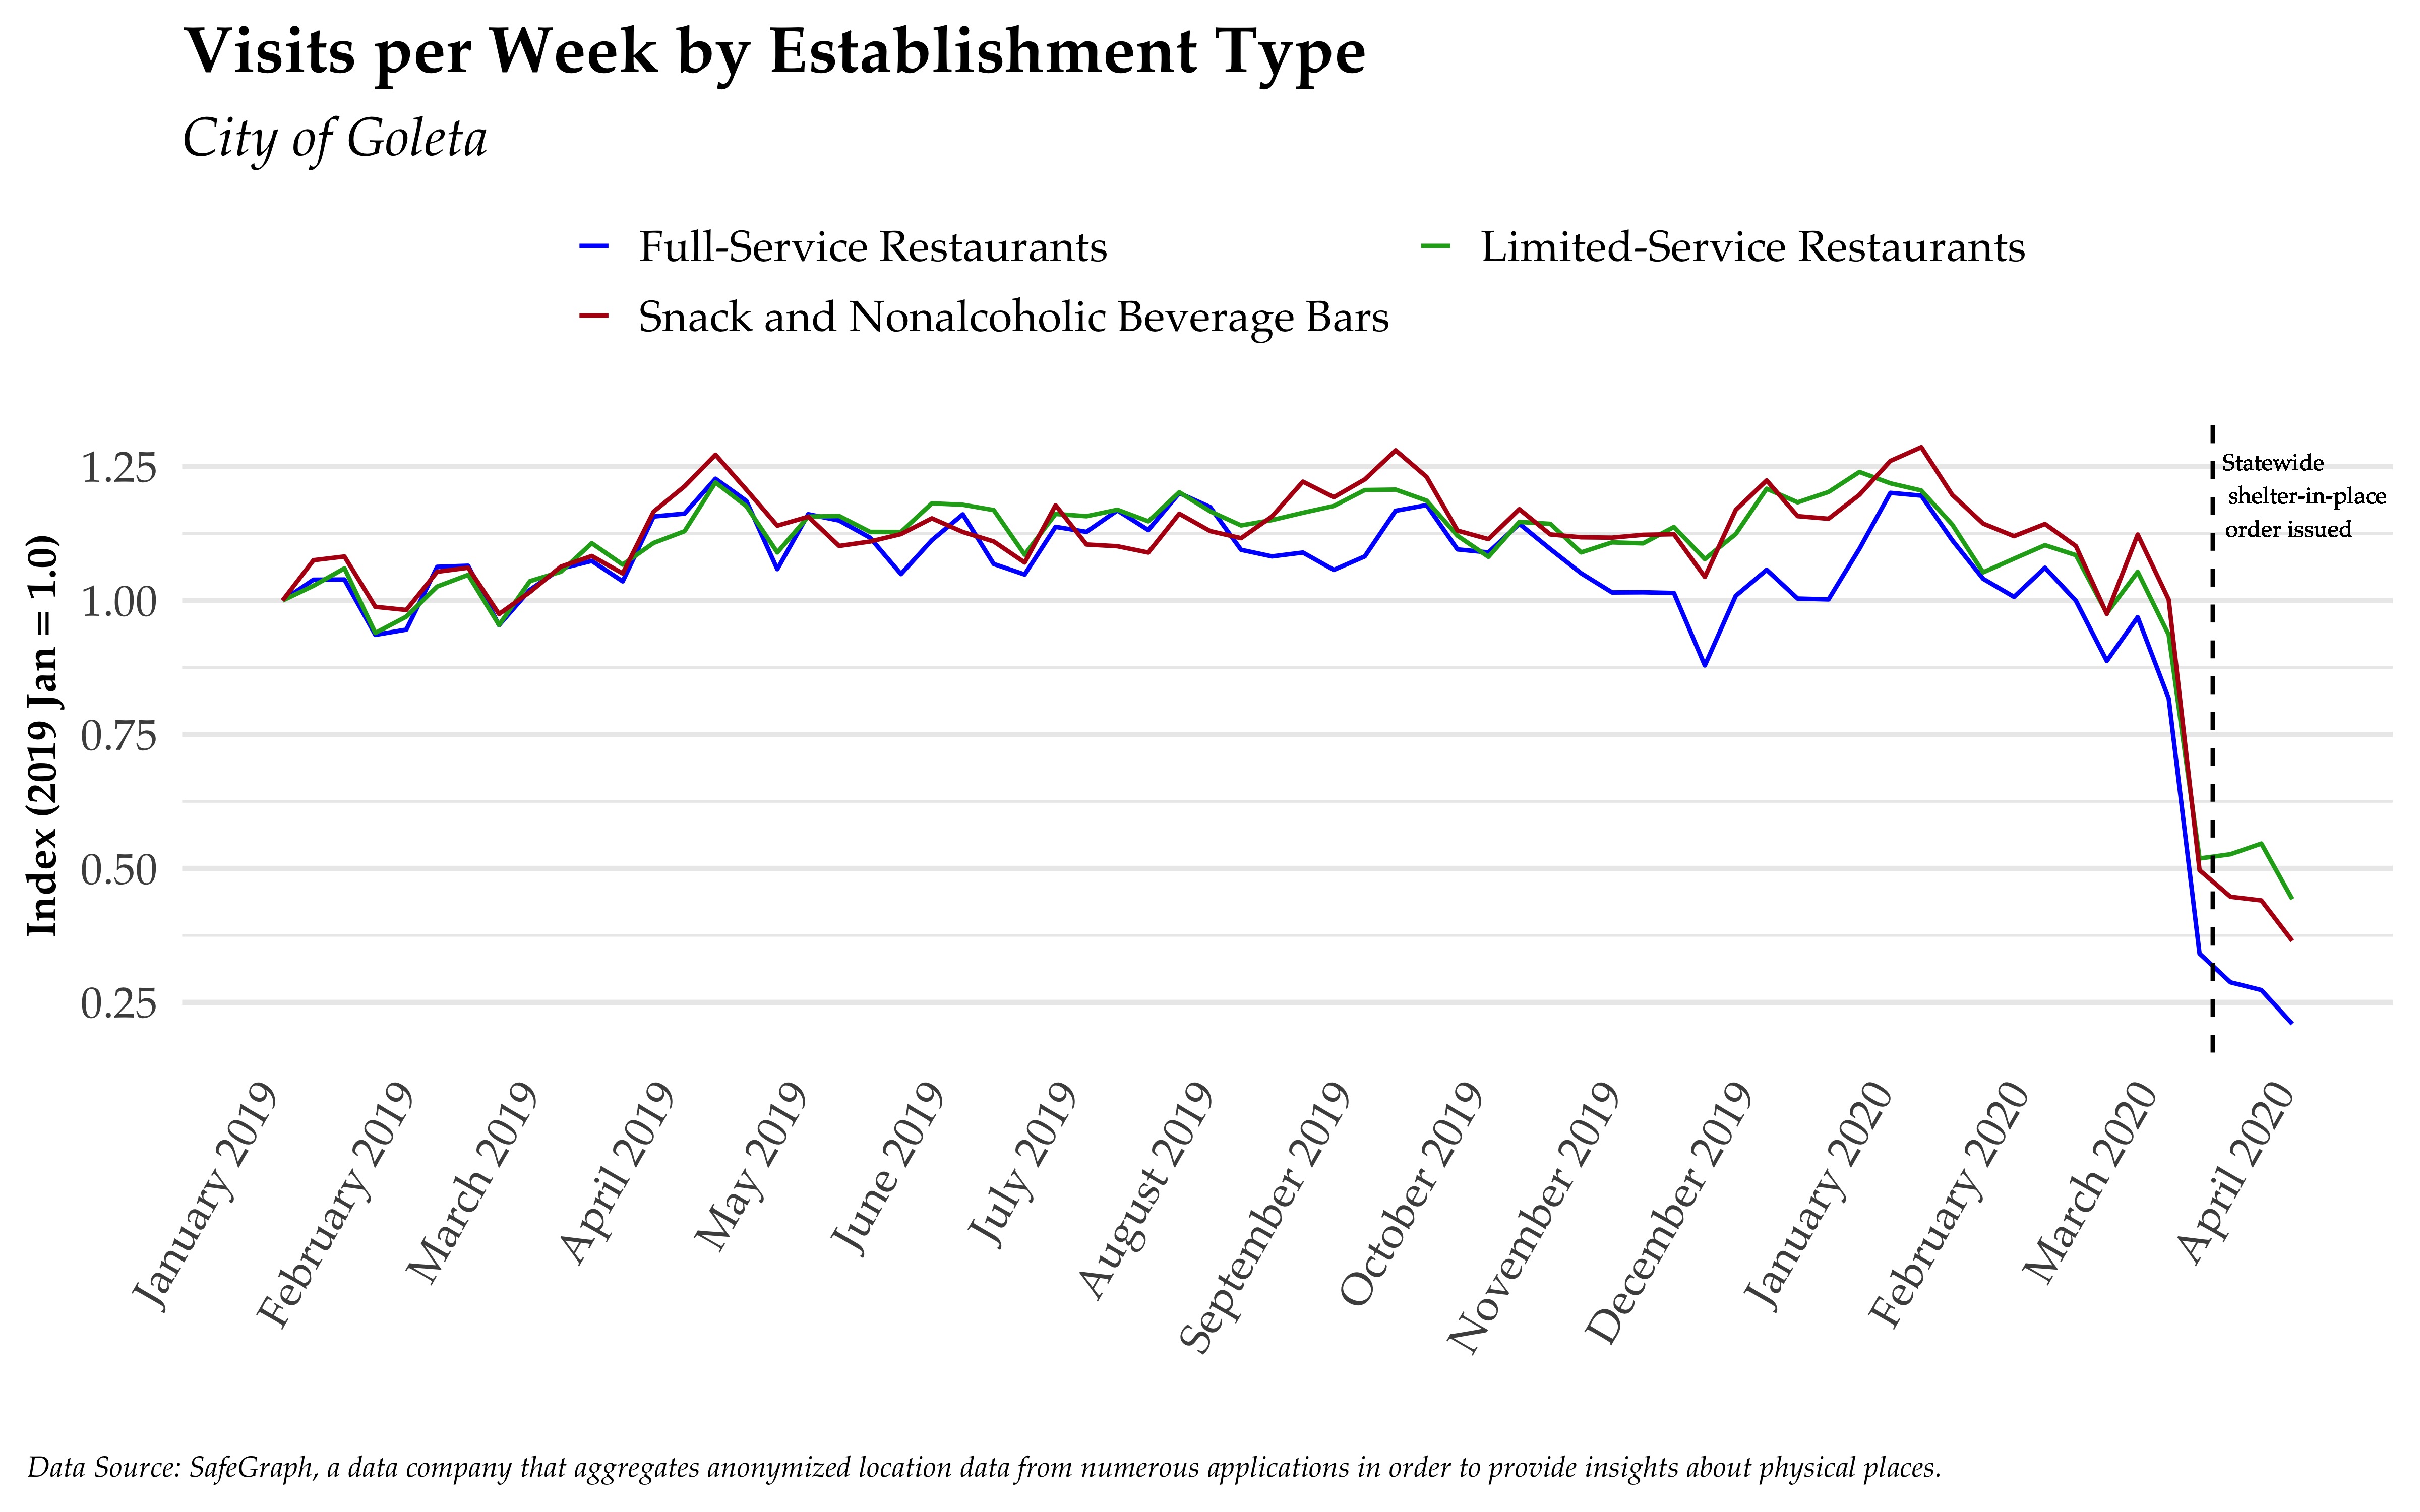 Visits per Week by Establishment Type
City of Goleta
Full-Service Restaurants
Limited-Service Restaurants
Snack and Nonalcoholic Beverage Bars
Index (2019 Jan = 1.0)
1.25
1.00
0.75
0.50
0.25
Statewide
shelter-in-place
order issued
January 2019
February 2019
March 2019
April 2019
May 2019
June 2019
July 2019
August 2019
September 2019
October 2019
November 2019
December 2019
January 2020
February 2020
March 2020
April 2020
Data Source: SafeGraph, a data company that aggregates anonymized location data from numerous applications in order to provide insights about physical places.